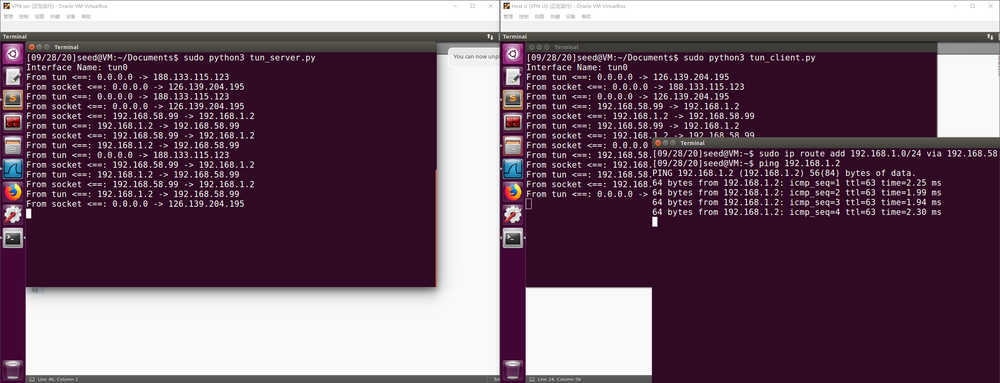 VPN ser [正在运行] - Oracle VM VirtualBox
管理 控制 视图 热键 设备 帮助
Terminal
Terminal
[09/28/20]seed@VM:~/Documents$ sudo python3 tun_server.py
Interface Name: tun0
From tun <==: 0.0.0.0 -> 188.133.115.123
From socket <==: 0.0.0.0 -> 126.139.204.195
From tun <==: 0.0.0.0 -> 188.133.115.123
From socket <==: 0.0.0.0 -> 126.139.204.195
From socket <==: 192.168.58.99 -> 192.168.1.2
From tun <==: 192.168.1.2 -> 192.168.58.99
From socket <==: 192.168.58.99 -> 192.168.1.2
From tun <==: 192.168.1.2 -> 192.168.58.99
From tun <==: 0.0.0.0 -> 188.133.115.123
From socket <==: 192.168.58.99 -> 192.168.1.2
From tun <==: 192.168.1.2 -> 192.168.58.99
From socket <==: 192.168.58.99 -> 192.168.1.2
From tun <==: 192.168.1.2 -> 192.168.58.99
From socket <==: 0.0.0.0 -> 126.139.204.195
You can now unpl
46
Line 46, Column 1
Tab
Host U (VPN cli) [正在运行] - Oracle VM VirtualBox
管理 控制 视图 热键 设备 帮助
Terminal
Terminal
[09/28/20]seed@VM:~/Documents$ sudo python3 tun_client.py
Interface Name: tun0
From tun <==: 0.0.0.0 -> 126.139.204.195
From socket <==: 0.0.0.0 -> 188.133.115.123
From tun <==: 0.0.0.0 -> 126.139.204.195
From tun <==: 192.168.58.99 -> 192.168.1.2
From socket <==: 192.168.1.2 -> 192.168.58.99
From tun <==: 192.168.58.99 -> 192.168.1.2
From socket <==: 192.168.1.2 -> 192.168.58.99
From socket <==: 0.0.0.0
From tun <==: 192.168.58.
From socket <==: 192.168.
From tun <==: 192.168.58.
From socket <==: 192.168.
From tun <==: 0.0.0.0 ->
Terminal
[09/28/20]seed@VM:~$ sudo ip route add 192.168.1.0/24 via 192.168.58
[09/28/20]seed@VM:~$ ping 192.168.1.2
PING 192.168.1.2 (192.168.1.2) 56(84) bytes of data.
64 bytes from 192.168.1.2: icmp_seq=1 ttl=63 time=2.25 ms
64 bytes from 192.168.1.2: icmp_seq=2 ttl=63 time=1.99 ms
64 bytes from 192.168.1.2: icmp_seq=3 ttl=63 time=1.94 ms
64 bytes from 192.168.1.2: icmp_seq=4 ttl=63 time=2.30 ms
Line 24, Column 56